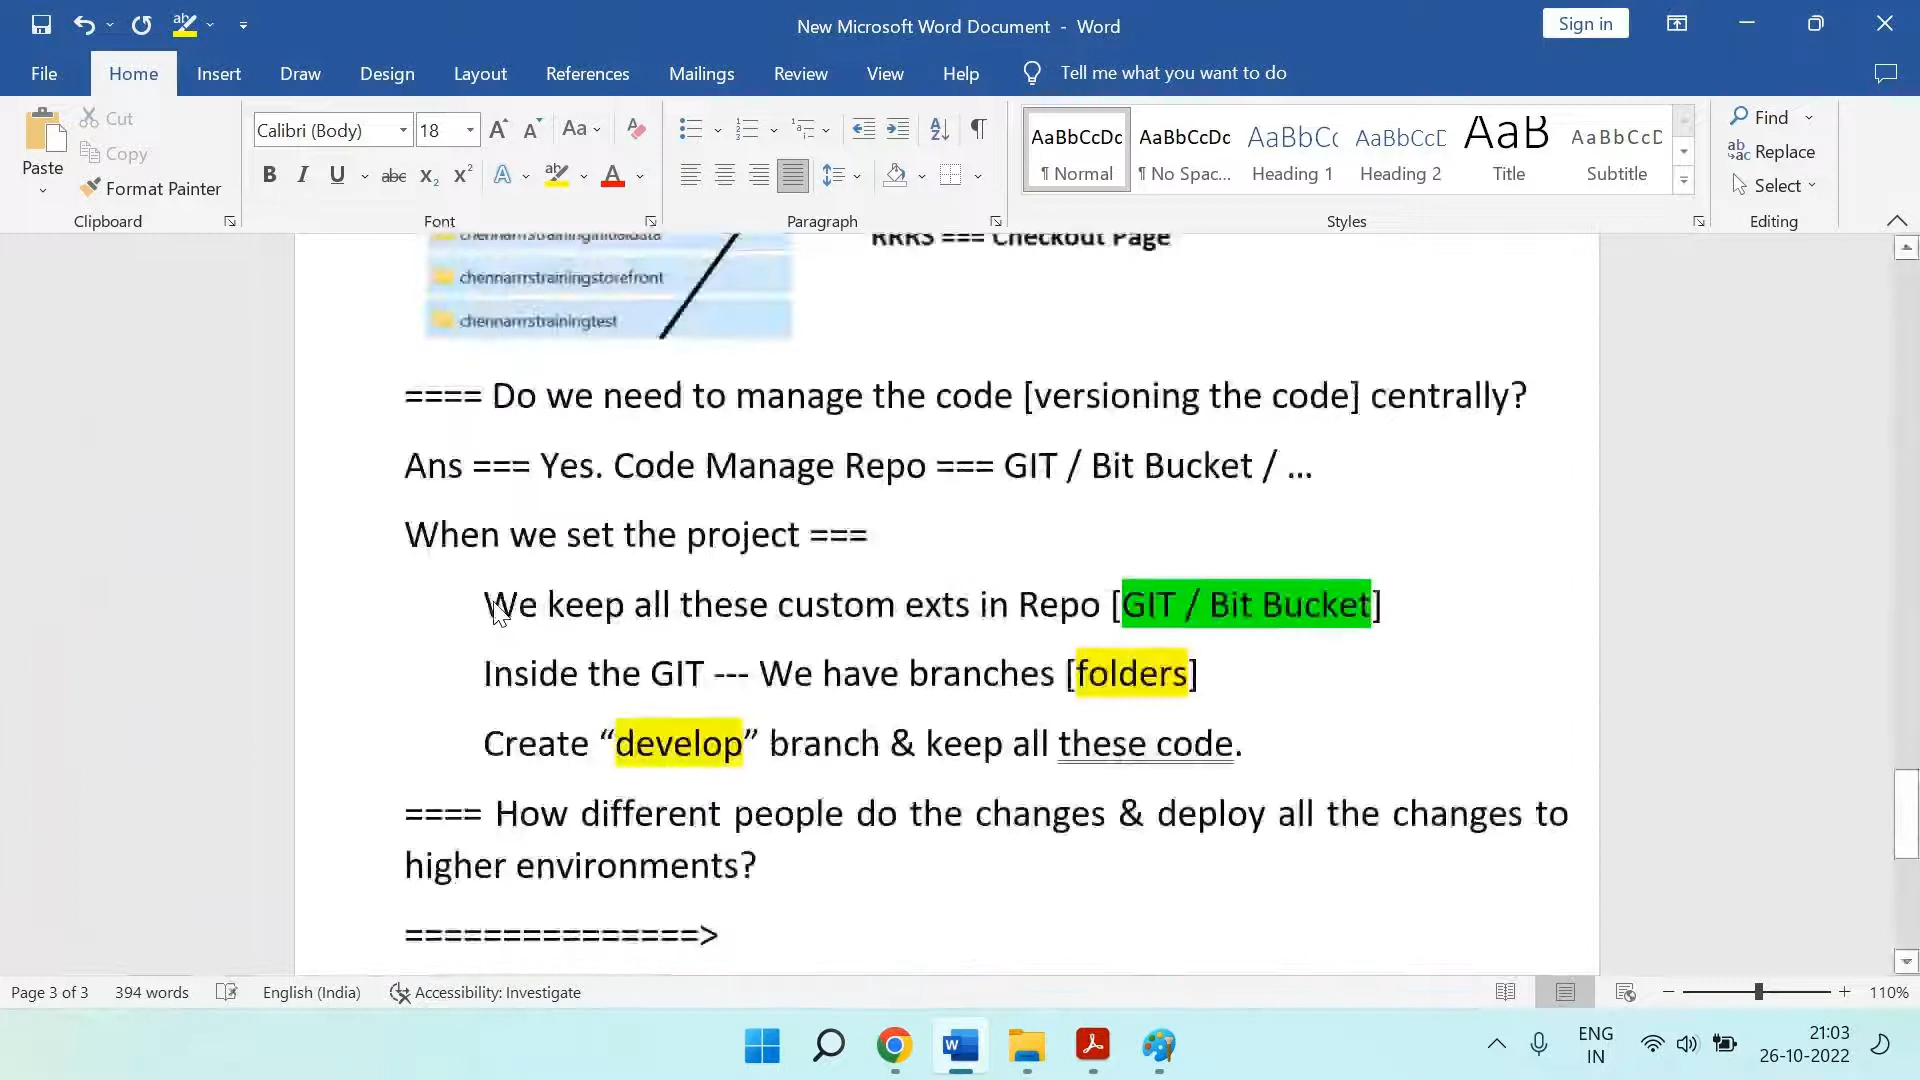 New Microsoft Word Document - Word
Sign in
File Home Insert Draw Design Layout References Mailings Review View Help Tell me what you want to do
Paste
Cut
Copy
Format Painter
Clipboard
Calibri (Body) 18
Font
Paragraph
AaBbCcDc AaBbCcDc AaBbCc AaBbCcD AaB AaBbCcD
¶ Normal ¶ No Spac... Heading 1 Heading 2 Title Subtitle
Styles
Find
Replace
Select
Editing
RRRS === Checkout Page
chennarrrstrainingstorefront
chennarrrstrainingtest
==== Do we need to manage the code [versioning the code] centrally?
Ans === Yes. Code Manage Repo === GIT / Bit Bucket / ...
When we set the project ===
We keep all these custom exts in Repo [GIT / Bit Bucket]
Inside the GIT --- We have branches [folders]
Create “develop” branch & keep all these code.
==== How different people do the changes & deploy all the changes to
higher environments?
===============>
Page 3 of 3 394 words English (India) Accessibility: Investigate 110%
ENG
IN
21:03
26-10-2022